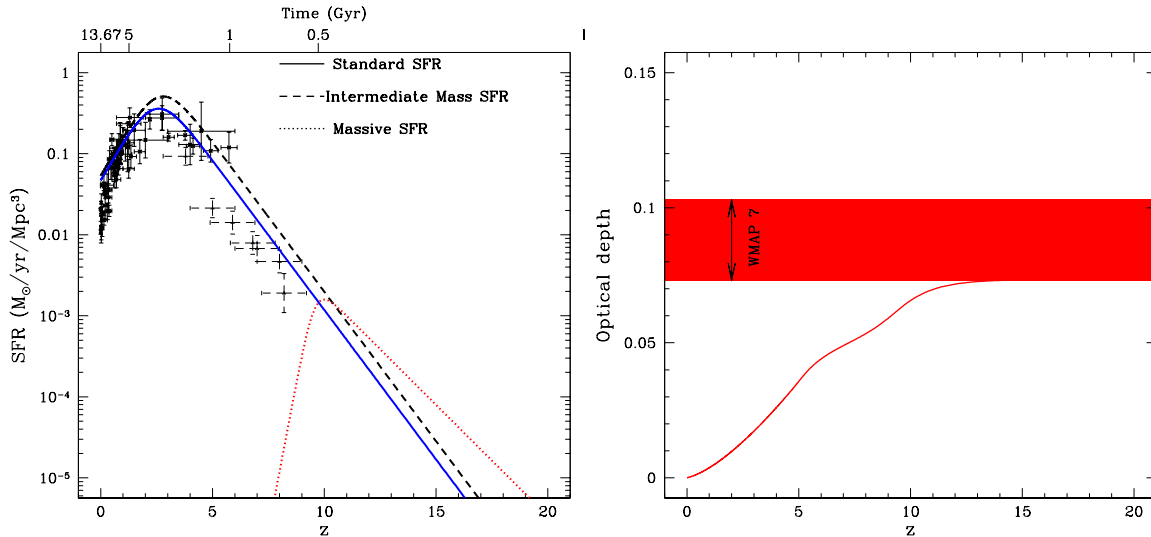 Time (Gyr)
13.67 5 1 0.5
Standard SFR
Intermediate Mass SFR
Massive SFR
SFR (M☉/yr/Mpc³)
1
0.1
0.01
10⁻³
10⁻⁴
10⁻⁵
0 5 10 15 20
z
Optical depth
0.15
0.1
0.05
0
WMAP 7
0 5 10 15 20
z